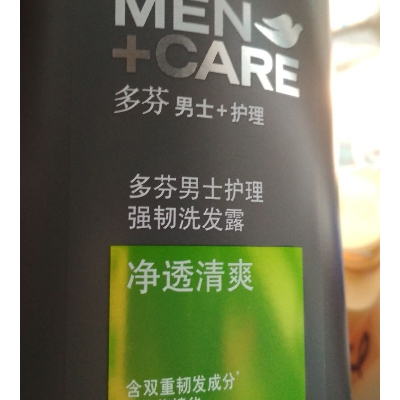 MEN
+CARE
多芬 男士+护理
多芬男士护理
强韧洗发露
净透清爽
含双重韧发成分*